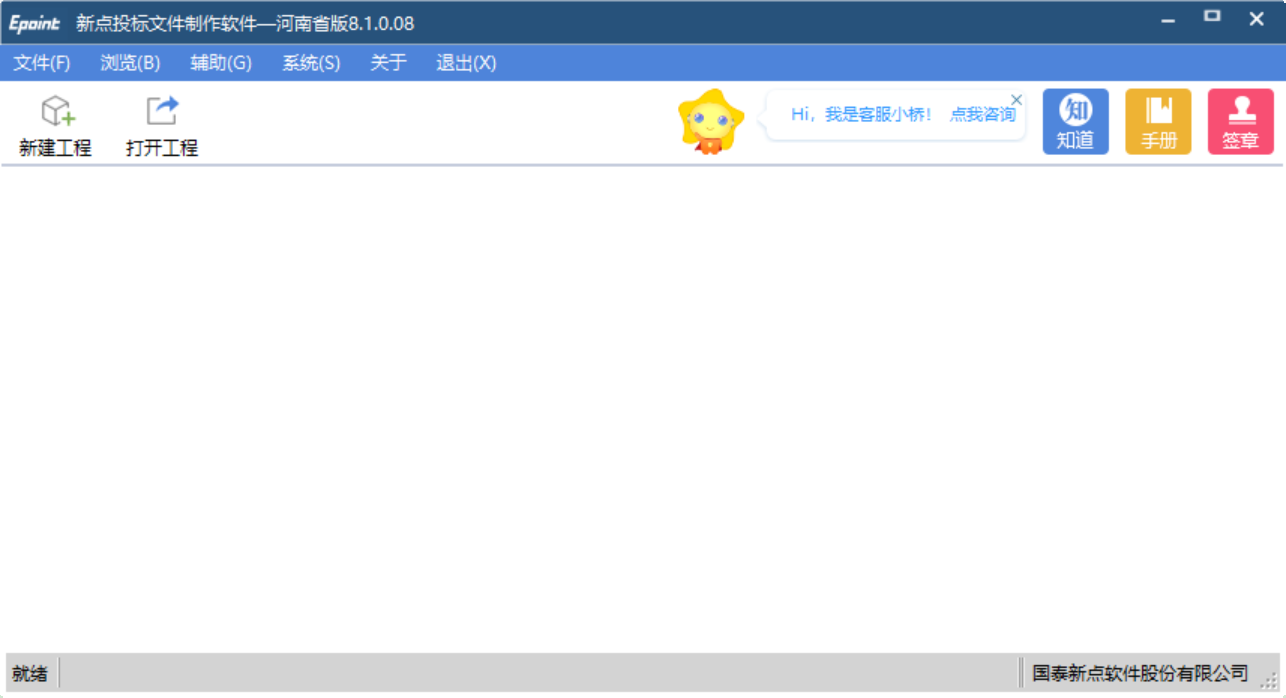 Epoint 新点投标文件制作软件—河南省版8.1.0.08
文件(F) 浏览(B) 辅助(G) 系统(S) 关于 退出(X)
新建工程 打开工程
Hi，我是客服小桥！ 点我咨询
知 知道
手册
签章
就绪
国泰新点软件股份有限公司